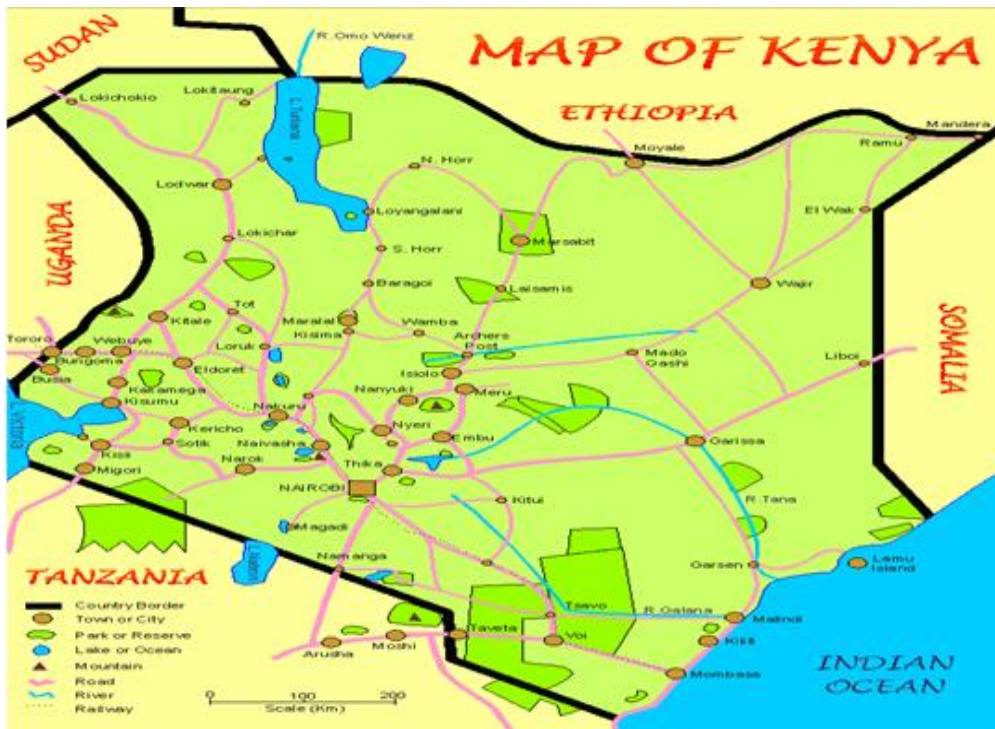 MAP OF KENYA
SUDAN
R. Omo Wenz
ETHIOPIA
Lokichokio
Lokitaung
L.Turkana
Mandera
Ramu
Moyale
N. Horr
Lodwar
UGANDA
Loyangalani
El Wak
Lokichar
S. Horr
Marsabit
Baragoi
Laisamis
Wajir
Tot
Kitale
Maralal
Kisima
Wamba
SOMALIA
Tororo
Webuye
Bungoma
Loruk
Archers
Post
Busia
Eldoret
Isiolo
Mado
Gashi
Liboi
Kakamega
Nanyuki
Meru
Kisumu
L.Victoria
Nakuru
Kericho
Nyeri
Embu
Garissa
Sotik
Naivasha
Kisii
Narok
Thika
Migori
NAIROBI
Kitui
R.Tana
Magadi
Namanga
L.Natron
Garsen
Lamu
Island
TANZANIA
Tsavo
R.Galana
Malindi
Taveta
Voi
Moshi
Arusha
Mombasa
INDIAN
OCEAN
Country Border
Town or City
Park or Reserve
Lake or Ocean
Mountain
Road
River
Railway
0 100 200
Scale (Km)